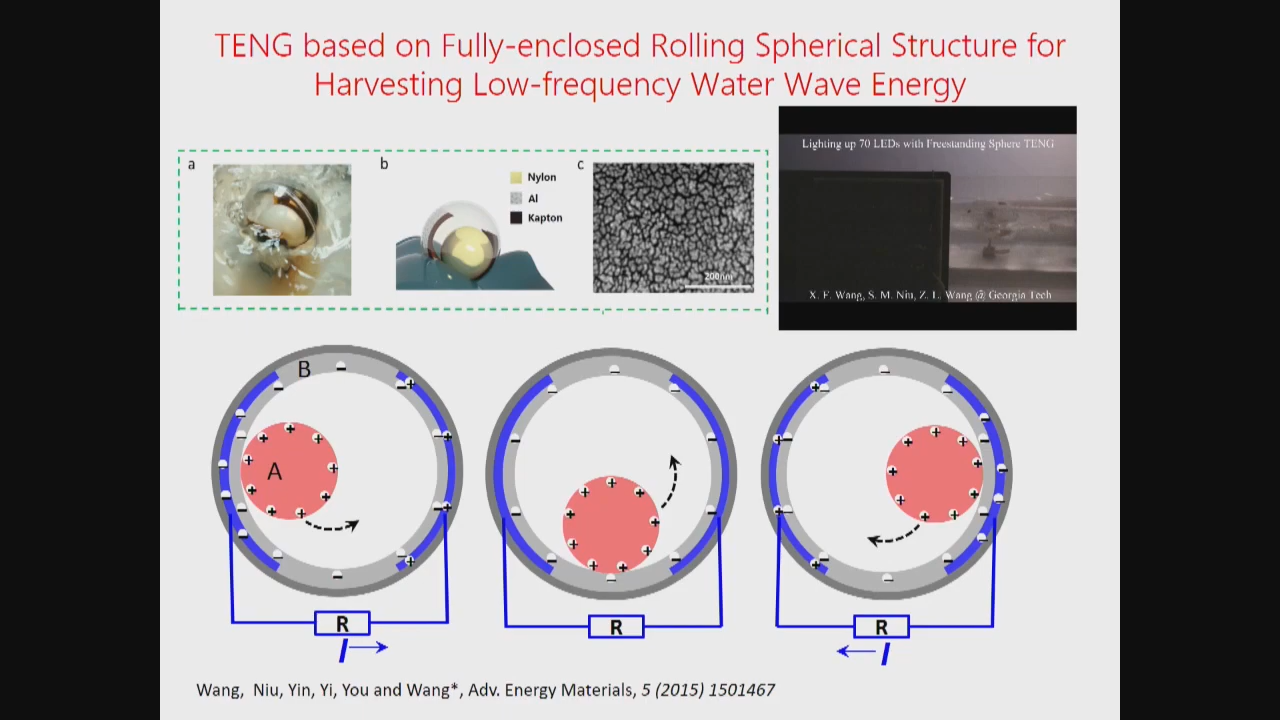 TENG based on Fully-enclosed Rolling Spherical Structure for
Harvesting Low-frequency Water Wave Energy
a
b
Nylon
Al
Kapton
c
200nm
Lighting up 70 LEDs with Freestanding Sphere TENG
X. F. Wang, S. M. Niu, Z. L. Wang @ Georgia Tech
B
A
R
I
R
R
I
Wang, Niu, Yin, Yi, You and Wang*, Adv. Energy Materials, 5 (2015) 1501467